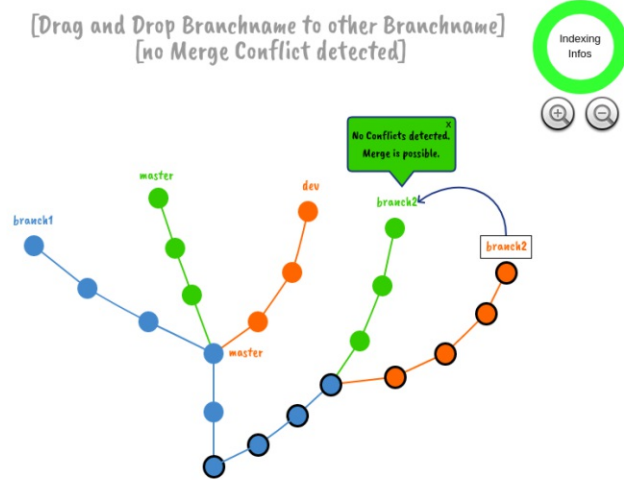 [Drag and Drop Branchname to other Branchname]
[no Merge Conflict detected]
Indexing
Infos
x
No Conflicts detected.
Merge is possible.
master
dev
branch2
branch1
branch2
master